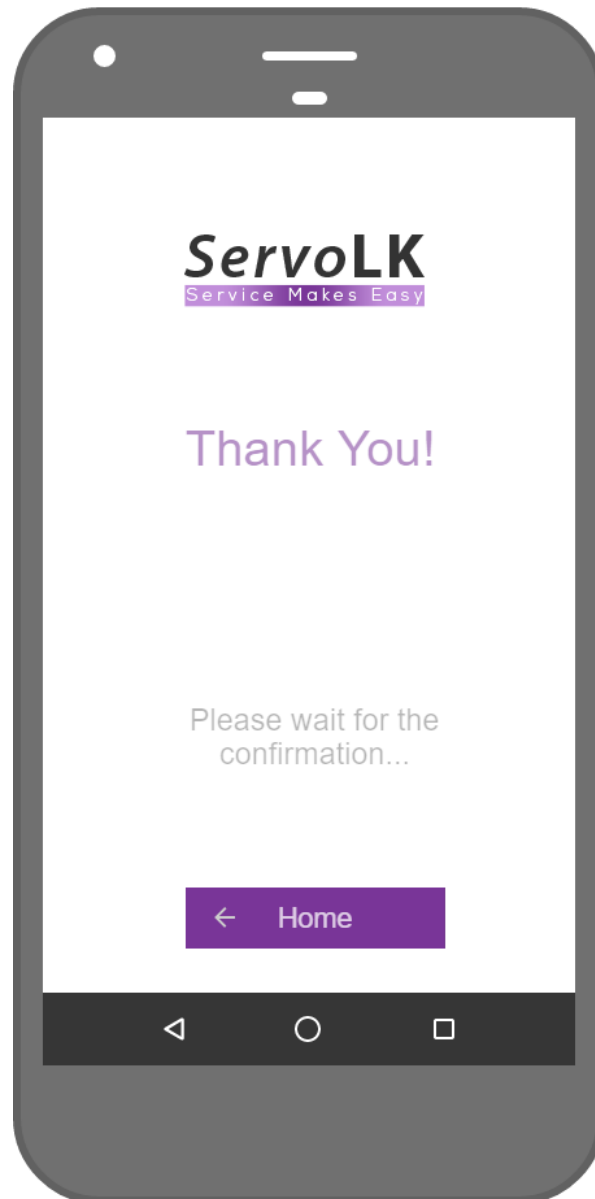 ServoLK
Service Makes Easy
Thank You!
Please wait for the
confirmation...
Home